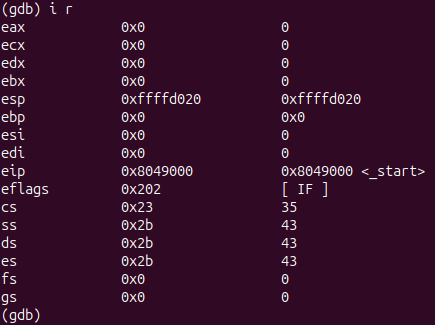 (gdb) i r
eax            0x0                 0
ecx            0x0                 0
edx            0x0                 0
ebx            0x0                 0
esp            0xffffd020          0xffffd020
ebp            0x0                 0x0
esi            0x0                 0
edi            0x0                 0
eip            0x8049000           0x8049000 <_start>
eflags         0x202               [ IF ]
cs             0x23                35
ss             0x2b                43
ds             0x2b                43
es             0x2b                43
fs             0x0                 0
gs             0x0                 0
(gdb)